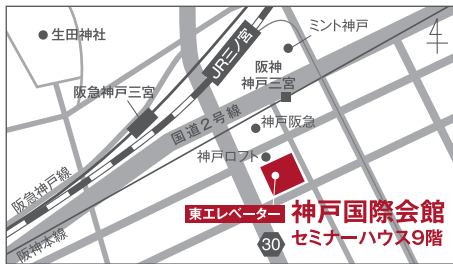 生田神社
ミント神戸
JR三ノ宮
阪神
神戸三宮
阪急神戸三宮
国道2号線
神戸阪急
神戸ロフト
阪急神戸線
東エレベーター
神戸国際会館
セミナーハウス9階
阪神本線
30